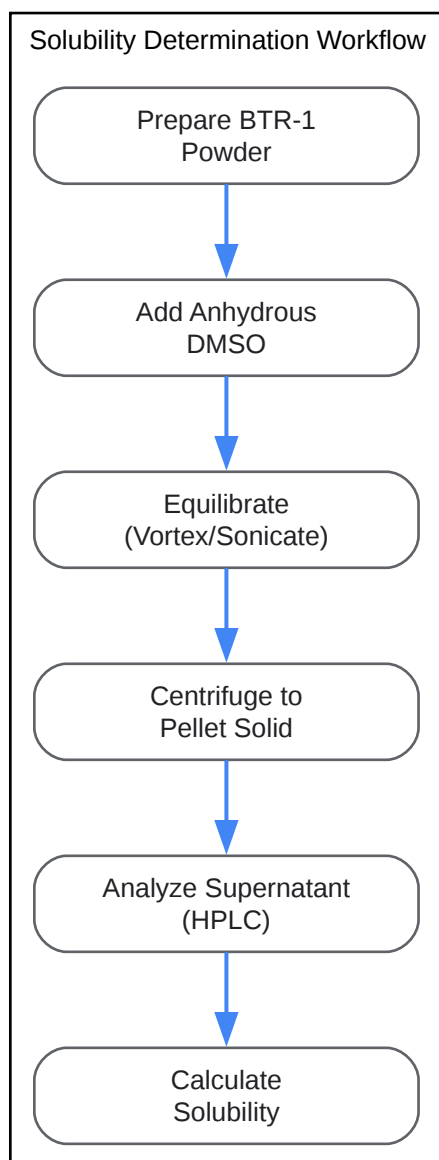 Solubility Determination Workflow
Prepare BTR-1
Powder
Add Anhydrous
DMSO
Equilibrate
(Vortex/Sonicate)
Centrifuge to
Pellet Solid
Analyze Supernatant
(HPLC)
Calculate
Solubility